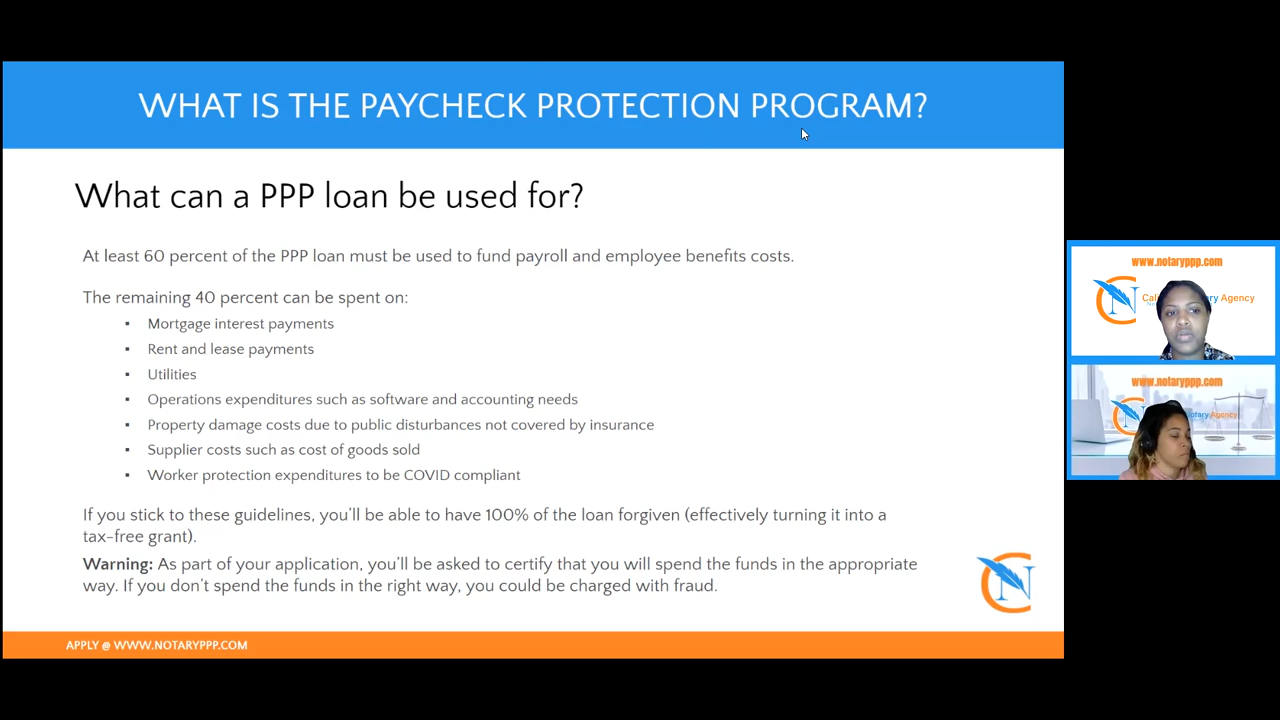 WHAT IS THE PAYCHECK PROTECTION PROGRAM?
What can a PPP loan be used for?
At least 60 percent of the PPP loan must be used to fund payroll and employee benefits costs.
The remaining 40 percent can be spent on:
▪ Mortgage interest payments
▪ Rent and lease payments
▪ Utilities
▪ Operations expenditures such as software and accounting needs
▪ Property damage costs due to public disturbances not covered by insurance
▪ Supplier costs such as cost of goods sold
▪ Worker protection expenditures to be COVID compliant
If you stick to these guidelines, you'll be able to have 100% of the loan forgiven (effectively turning it into a
tax-free grant).
Warning: As part of your application, you'll be asked to certify that you will spend the funds in the appropriate
way. If you don't spend the funds in the right way, you could be charged with fraud.
CN
APPLY @ WWW.NOTARYPPP.COM
www.notaryppp.com
Agency
www.notaryppp.com
Agency